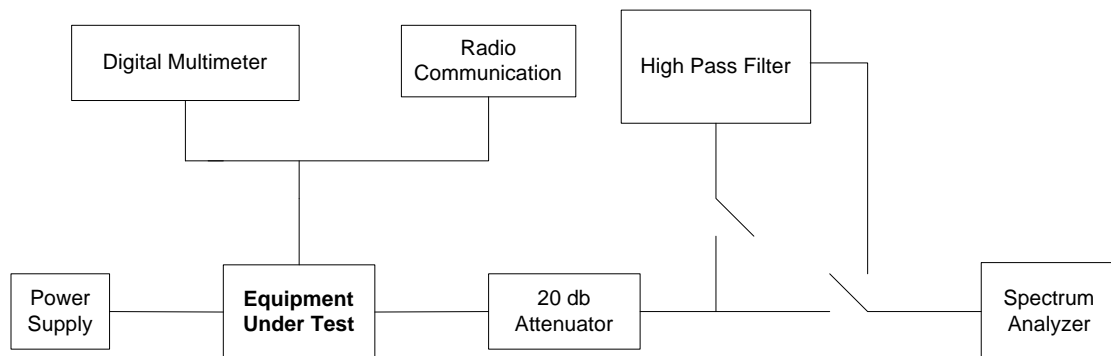 Digital Multimeter
Radio
Communication
High Pass Filter
Power
Supply
Equipment
Under Test
20 db
Attenuator
Spectrum
Analyzer